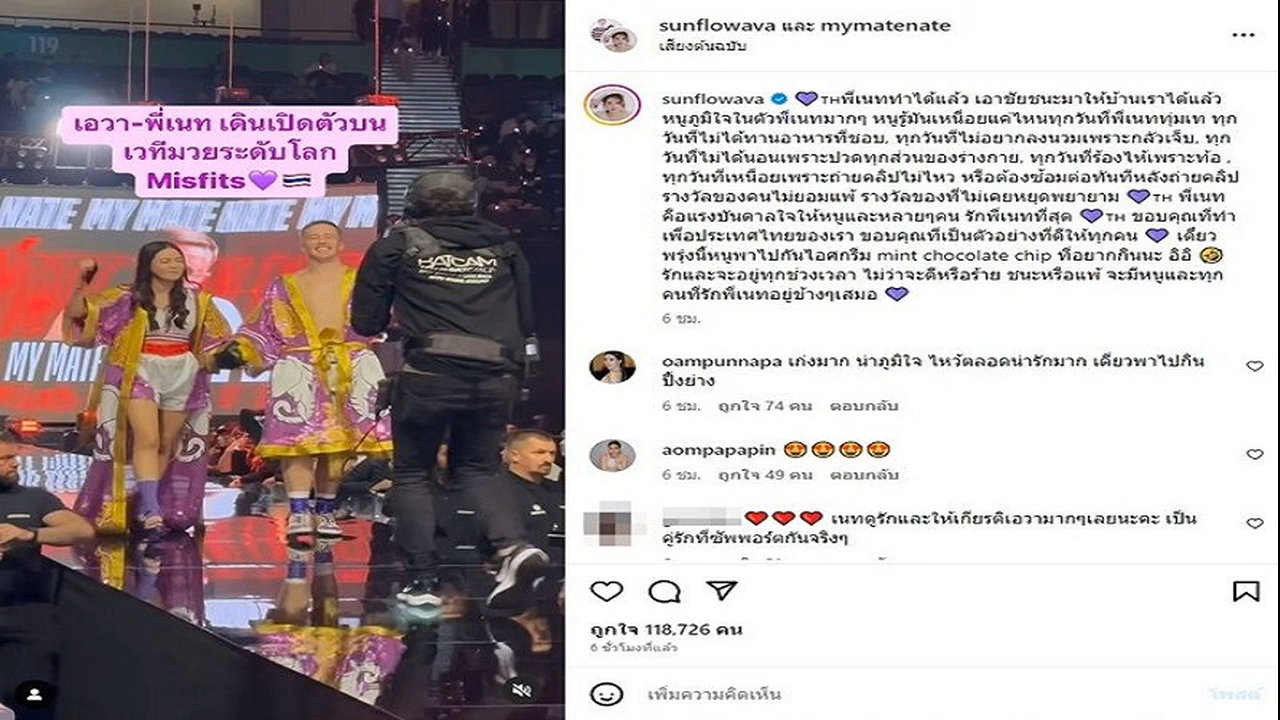 119
เอวา-พี่เนท เดินเปิดตัวบน
เวทีมวยระดับโลก
Misfits💜🇹🇭
NATE MY MATE NATE MY M
MY MATE
BATCAM
sunflowava และ mymatenate
เสียงต้นฉบับ
sunflowava 💜ᴛʜพี่เนททำได้แล้ว เอาชัยชนะมาให้บ้านเราได้แล้ว
หนูภูมิใจในตัวพี่เนทมากๆ หนูรู้มันเหนื่อยแค่ไหนทุกวันที่พี่เนททุ่มเท ทุก
วันที่ไม่ได้ทานอาหารที่ชอบ, ทุกวันที่ไม่อยากลงนวมเพราะกลัวเจ็บ, ทุก
วันที่ไม่ได้นอนเพราะปวดทุกส่วนของร่างกาย, ทุกวันที่ร้องไห้เพราะท้อ ,
ทุกวันที่เหนื่อยเพราะถ่ายคลิปไม่ไหว หรือต้องซ้อมต่อทันทีหลังถ่ายคลิป
รางวัลของคนไม่ยอมแพ้ รางวัลของที่ไม่เคยหยุดพยายาม 💜ᴛʜ พี่เนท
คือแรงบันดาลใจให้หนูและหลายๆคน รักพี่เนทที่สุด 💜ᴛʜ ขอบคุณที่ทำ
เพื่อประเทศไทยของเรา ขอบคุณที่เป็นตัวอย่างที่ดีให้ทุกคน 💜 เดี๋ยว
พรุ่งนี้หนูพาไปกินไอศกรีม mint chocolate chip ที่อยากกินนะ อิอิ 🤣
รักและจะอยู่ทุกช่วงเวลา ไม่ว่าจะดีหรือร้าย ชนะหรือแพ้ จะมีหนูและทุก
คนที่รักพี่เนทอยู่ข้างๆเสมอ 💜
6 ชม.
oampunnapa เก่งมาก น่าภูมิใจ ไหว้ตลอดน่ารักมาก เดี๋ยวพาไปกิน
ปิ้งย่าง
6 ชม. ถูกใจ 74 คน ตอบกลับ
aompapapin 🤩🤩🤩🤩
6 ชม. ถูกใจ 49 คน ตอบกลับ
❤️❤️❤️ เนทดูรักและให้เกียรติเอวามากๆเลยนะคะ เป็น
คู่รักที่ซัพพอร์ตกันจริงๆ
ถูกใจ 118,726 คน
6 ชั่วโมงที่แล้ว
เพิ่มความคิดเห็น
โพสต์